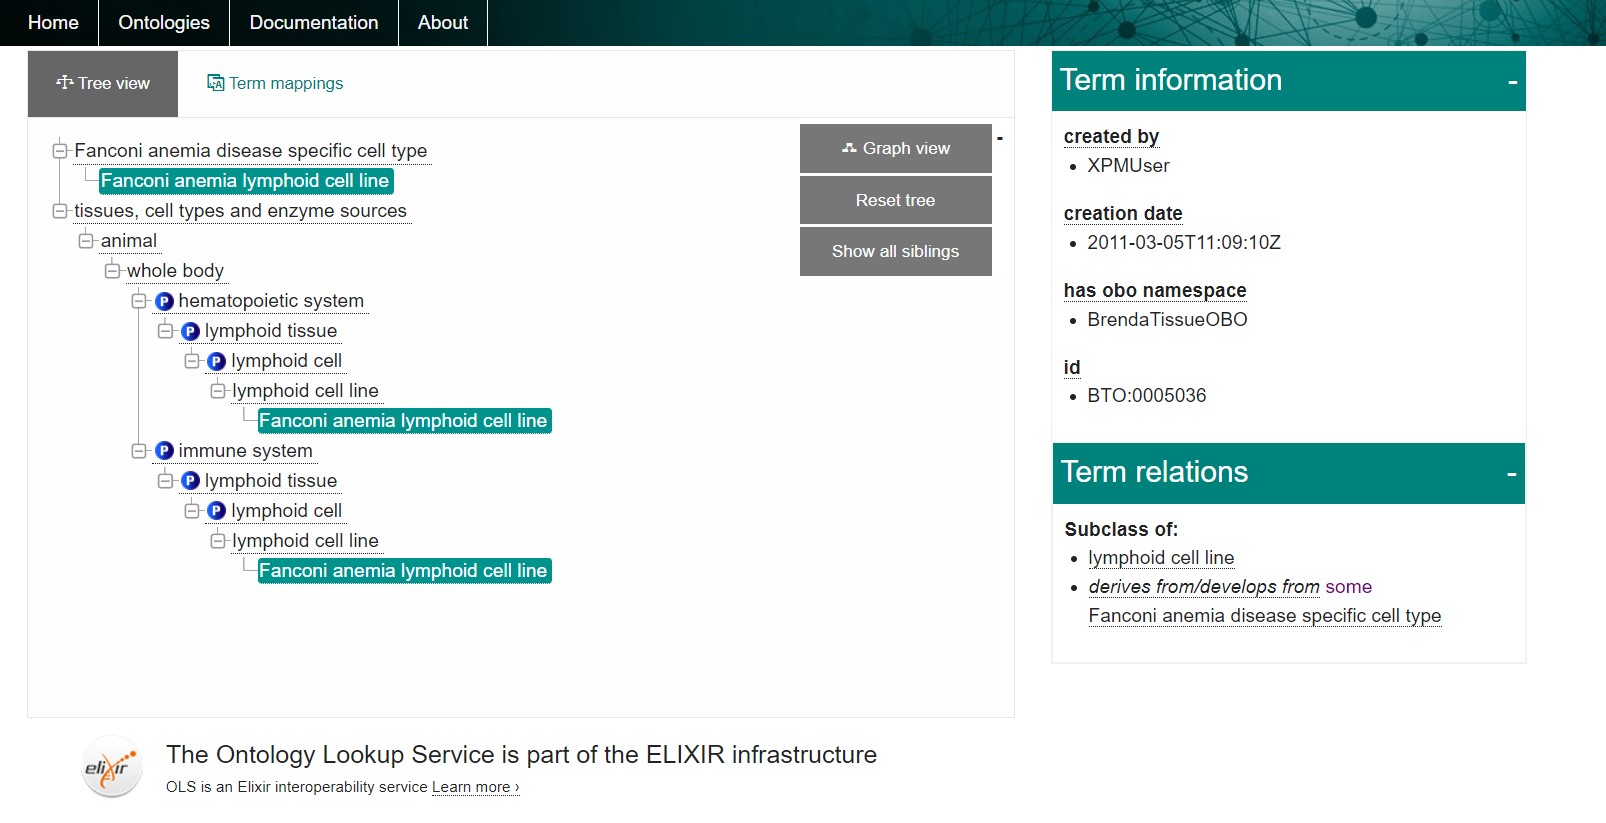 Home Ontologies Documentation About
Tree view Term mappings
Fanconi anemia disease specific cell type
Fanconi anemia lymphoid cell line
tissues, cell types and enzyme sources
animal
whole body
P hematopoietic system
P lymphoid tissue
P lymphoid cell
lymphoid cell line
Fanconi anemia lymphoid cell line
P immune system
P lymphoid tissue
P lymphoid cell
lymphoid cell line
Fanconi anemia lymphoid cell line
-
Graph view
Reset tree
Show all siblings
Term information -
created by
• XPMUser
creation date
• 2011-03-05T11:09:10Z
has obo namespace
• BrendaTissueOBO
id
• BTO:0005036
Term relations -
Subclass of:
• lymphoid cell line
• derives from/develops from some
Fanconi anemia disease specific cell type
elixir
The Ontology Lookup Service is part of the ELIXIR infrastructure
OLS is an Elixir interoperability service Learn more ›